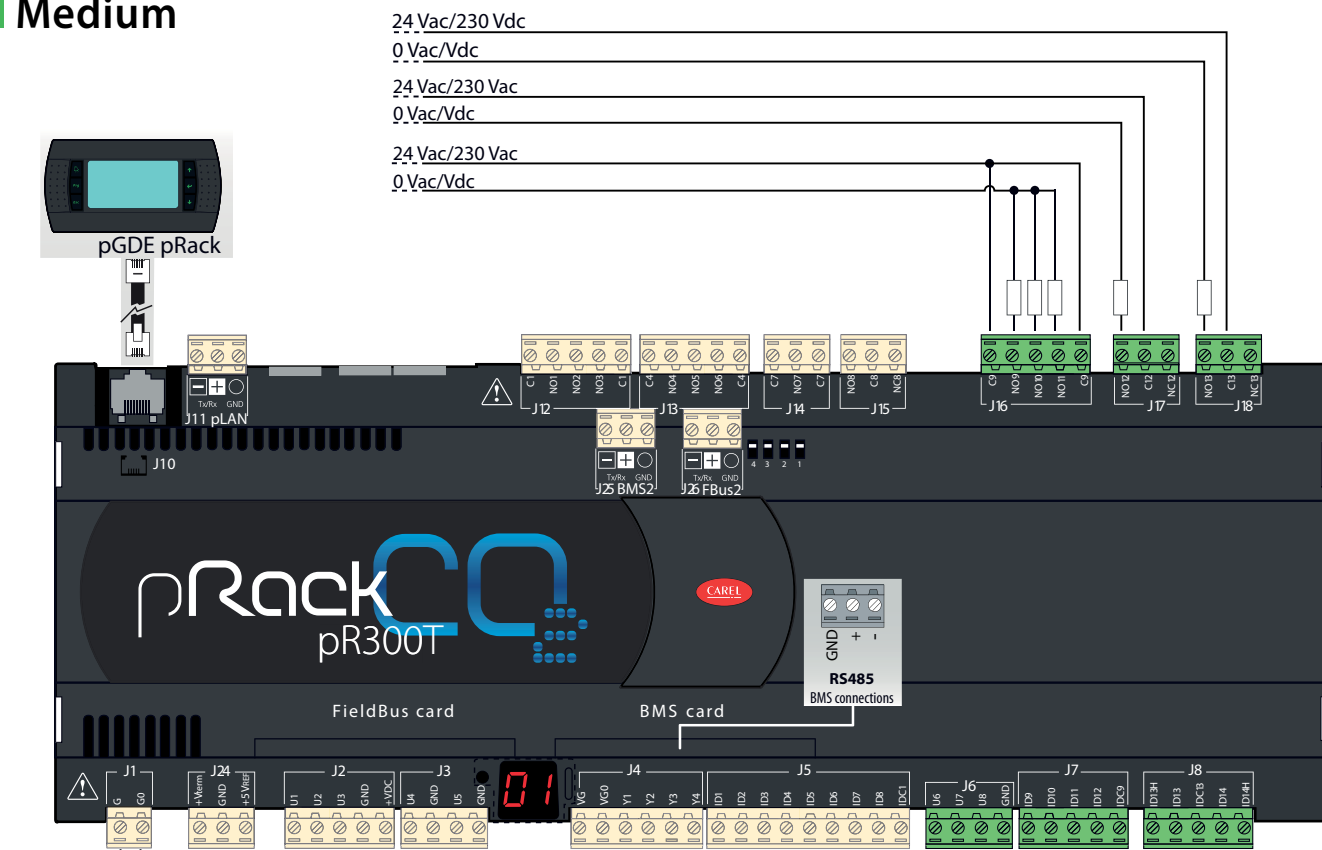 Medium
24 Vac/230 Vdc
0 Vac/Vdc
24 Vac/230 Vac
0 Vac/Vdc
24 Vac/230 Vac
0 Vac/Vdc
pGDE pRack
Tx/Rx GND
J11 pLAN
J10
C1 NO1 NO2 NO3 C1
J12
C4 NO4 NO5 NO6 C4
J13
C7 NO7 C7
J14
NO8 C8 NC8
J15
C9 NO9 NO10 NO11 C9
J16
NO12 C12 NC12
J17
NO13 C13 NC13
J18
Tx/Rx GND
J25 BMS2
Tx/Rx GND
J26 FBus2
4 3 2 1
pRack CO2
pR300T
CAREL
GND + -
RS485
BMS connections
FieldBus card
BMS card
J1
G G0
J24
+Vterm GND +5 VREF
J2
U1 U2 U3 GND +VDC
J3
U4 GND U5 GND
01
J4
VG VG0 Y1 Y2 Y3 Y4
J5
ID1 ID2 ID3 ID4 ID5 ID6 ID7 ID8 IDC1
J6
U6 U7 U8 GND
J7
ID9 ID10 ID11 ID12 IDC9
J8
ID13H ID13 IDC13 ID14 ID14H